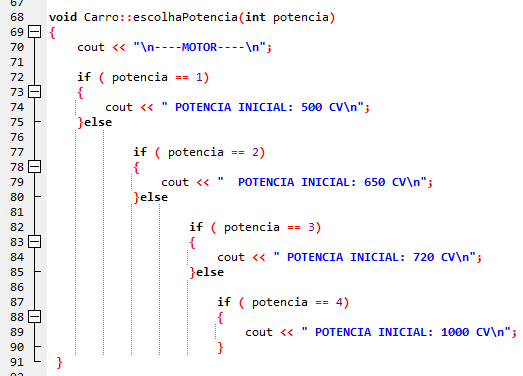 67
68 void Carro::escolhaPotencia(int potencia)
69 {
70 cout << "\n----MOTOR----\n";
71
72 if ( potencia == 1)
73 {
74 cout << " POTENCIA INICIAL: 500 CV\n";
75 }else
76
77 if ( potencia == 2)
78 {
79 cout << "  POTENCIA INICIAL: 650 CV\n";
80 }else
81
82 if ( potencia == 3)
83 {
84 cout << " POTENCIA INICIAL: 720 CV\n";
85 }else
86
87 if ( potencia == 4)
88 {
89 cout << " POTENCIA INICIAL: 1000 CV\n";
90 }
91 }